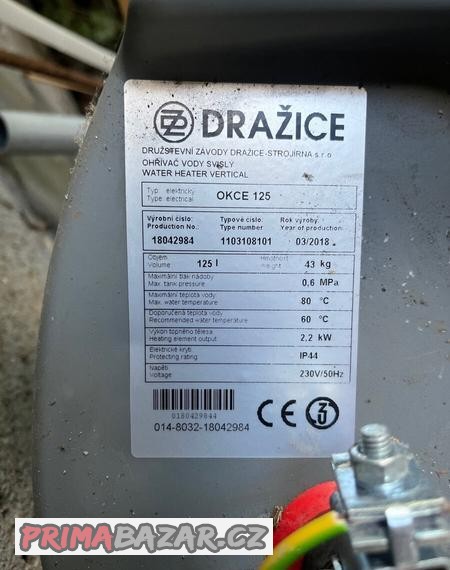 DZ DRAŽICE
DRUŽSTEVNÍ ZÁVODY DRAŽICE-STROJÍRNA s.r.o
OHŘÍVAČ VODY SVISLÝ
WATER HEATER VERTICAL
Typ: elektrický OKCE 125
Type: electrical
Výrobní číslo: Typové číslo: Rok výroby:
Production No.: Type number Year of production
18042984 1103108101 03/2018
Objem 125 l Hmotnost 43 kg
Volume Weight
Maximální tlak nádoby 0,6 MPa
Max. tank pressure
Maximální teplota vody 80 °C
Max. water temperature
Doporučená teplota vody 60 °C
Recommended water temperature
Výkon topného tělesa 2,2 kW
Heating element output
Elektrické krytí IP44
Protecting rating
Napětí 230V/50Hz
Voltage
0180429844
014-8032-18042984
CE
PRIMABAZAR.CZ